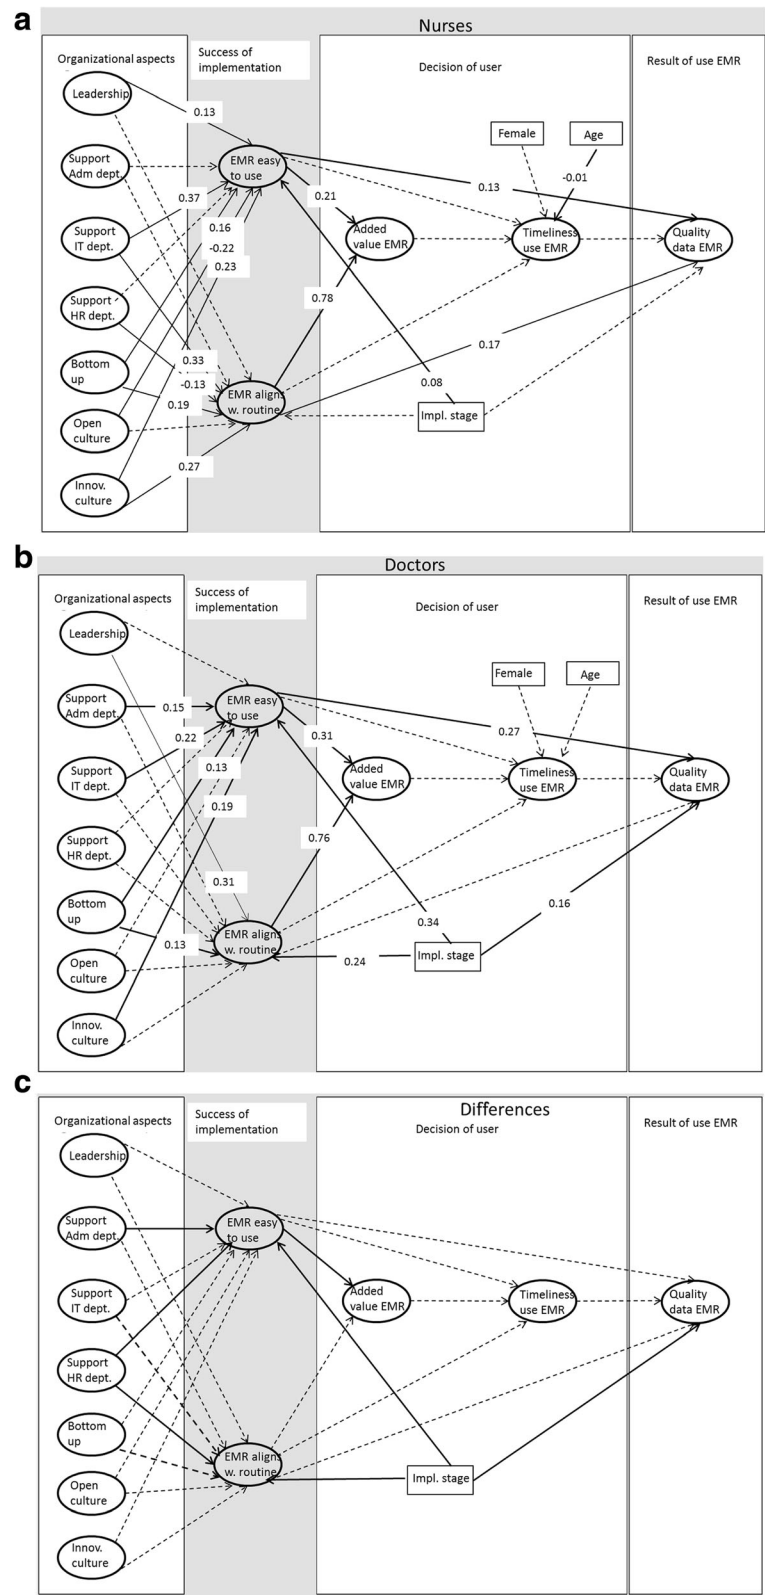 a
Nurses
Organizational aspects
Success of
implementation
Decision of user
Result of use EMR
Leadership
0.13
Female
Age
Support
Adm dept.
EMR easy
to use
0.13
-0.01
0.37
0.21
0.16
Support
IT dept.
-0.22
Added
value EMR
Timeliness
use EMR
Quality
data EMR
0.23
Support
HR dept.
0.78
0.17
0.33
Bottom
up
-0.13
0.08
0.19
EMR aligns
w. routine
Impl. stage
Open
culture
0.27
Innov.
culture
b
Doctors
Organizational aspects
Success of
implementation
Decision of user
Result of use EMR
Leadership
Female
Age
Support
Adm dept.
0.15
EMR easy
to use
0.27
0.22
0.31
0.13
Support
IT dept.
Added
value EMR
Timeliness
use EMR
Quality
data EMR
0.19
Support
HR dept.
0.76
0.31
Bottom
up
0.16
0.34
0.13
EMR aligns
w. routine
0.24
Impl. stage
Open
culture
Innov.
culture
c
Differences
Organizational aspects
Success of
implementation
Decision of user
Result of use EMR
Leadership
Support
Adm dept.
EMR easy
to use
Support
IT dept.
Added
value EMR
Timeliness
use EMR
Quality
data EMR
Support
HR dept.
Bottom
up
EMR aligns
w. routine
Impl. stage
Open
culture
Innov.
culture